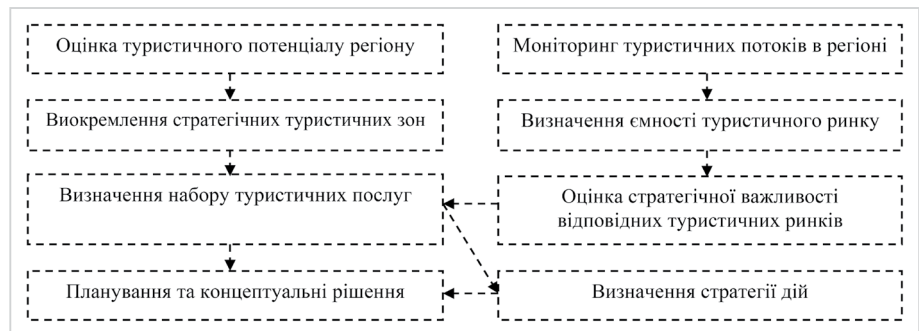 Оцінка туристичного потенціалу регіону
Моніторинг туристичних потоків в регіоні
Виокремлення стратегічних туристичних зон
Визначення ємності туристичного ринку
Визначення набору туристичних послуг
Оцінка стратегічної важливості
відповідних туристичних ринків
Планування та концептуальні рішення
Визначення стратегії дій